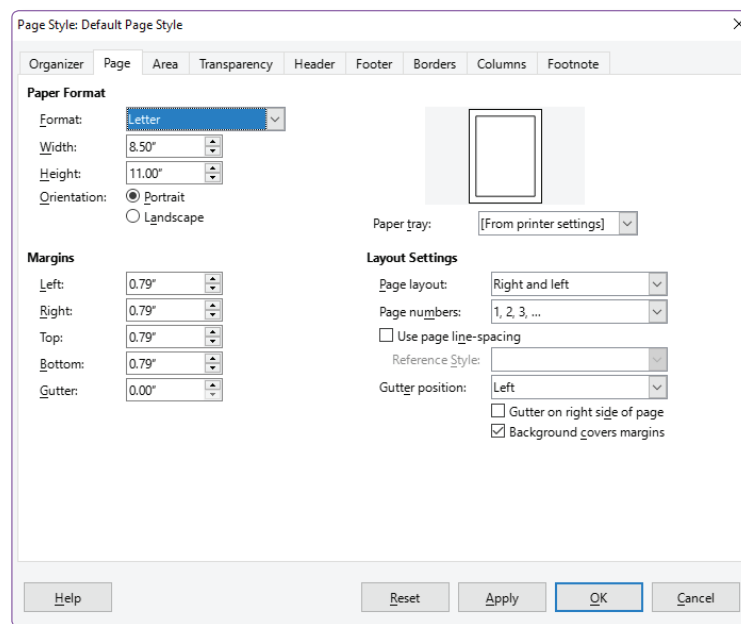 Page Style: Default Page Style
Organizer Page Area Transparency Header Footer Borders Columns Footnote
Paper Format
Format: Letter
Width: 8.50″
Height: 11.00″
Orientation: Portrait
Landscape
Paper tray: [From printer settings]
Margins
Left: 0.79″
Right: 0.79″
Top: 0.79″
Bottom: 0.79″
Gutter: 0.00″
Layout Settings
Page layout: Right and left
Page numbers: 1, 2, 3, ...
Use page line-spacing
Reference Style:
Gutter position: Left
Gutter on right side of page
Background covers margins
Help Reset Apply OK Cancel